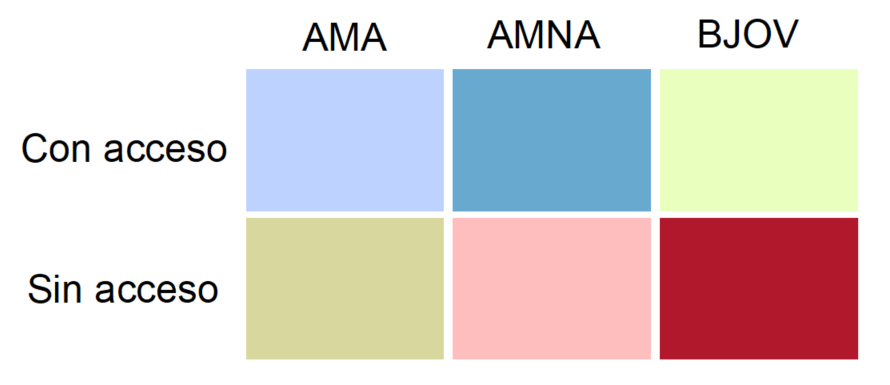 AMA AMNA BJOV
Con acceso
Sin acceso